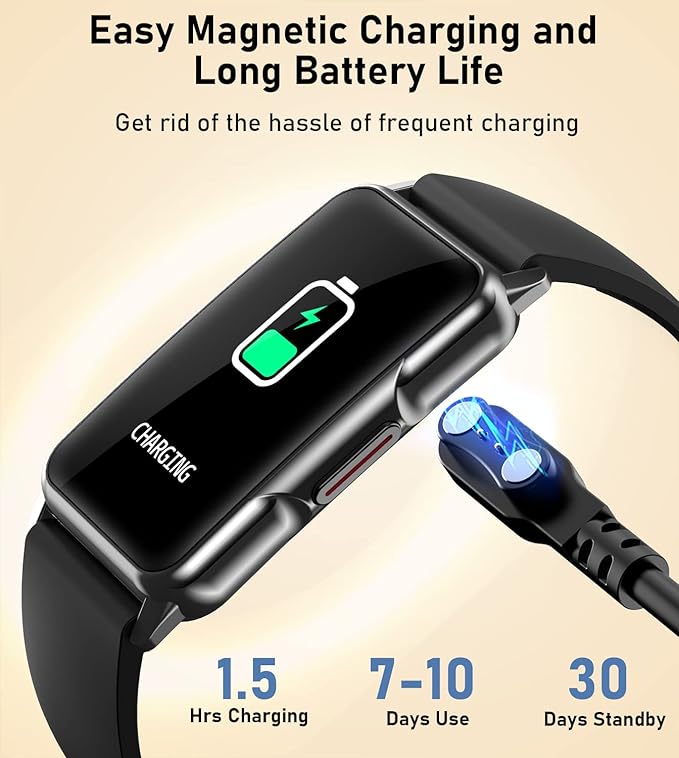 Easy Magnetic Charging and
Long Battery Life
Get rid of the hassle of frequent charging
CHARGING
1.5
Hrs Charging
7-10
Days Use
30
Days Standby